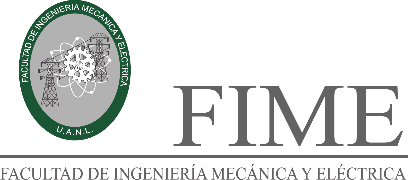 FACULTAD DE INGENIERÍA MECÁNICA Y ELÉCTRICA
U.A.N.L.
FIME
FACULTAD DE INGENIERÍA MECÁNICA Y ELÉCTRICA